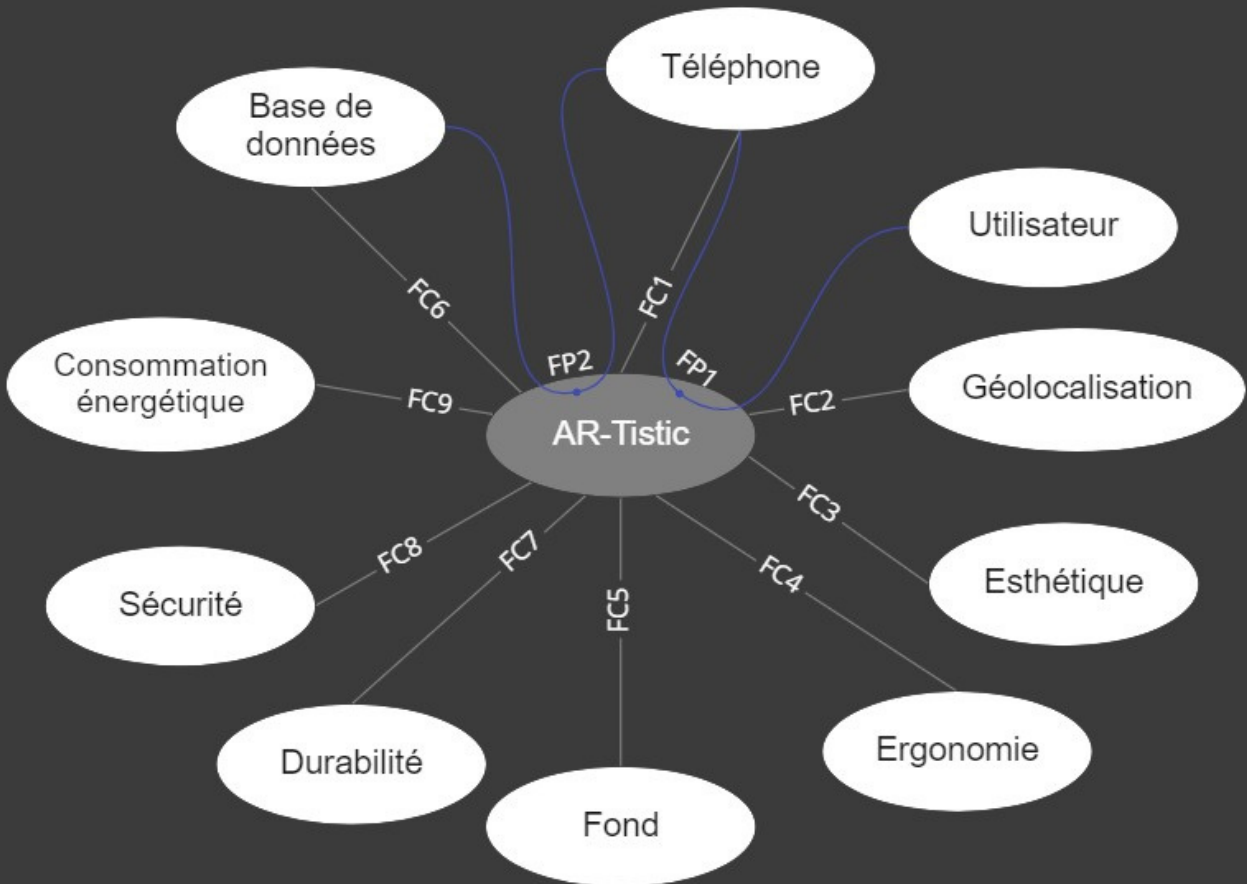 Téléphone
Base de
données
Utilisateur
FC6
FC1
FP2
FP1
Consommation
énergétique
FC9
FC2
Géolocalisation
AR-Tistic
FC3
FC8
FC7
FC5
FC4
Esthétique
Sécurité
Durabilité
Ergonomie
Fond